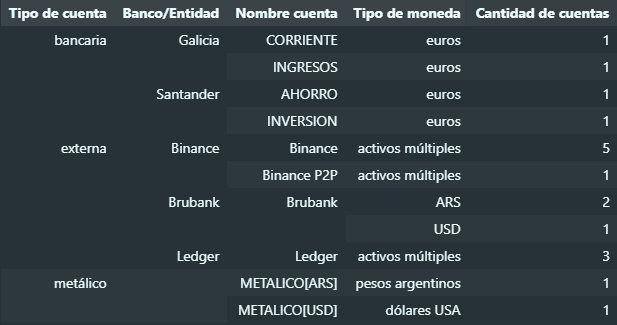 Tipo de cuenta Banco/Entidad Nombre cuenta Tipo de moneda Cantidad de cuentas
bancaria Galicia CORRIENTE euros 1
INGRESOS euros 1
Santander AHORRO euros 1
INVERSION euros 1
externa Binance Binance activos múltiples 5
Binance P2P activos múltiples 1
Brubank Brubank ARS 2
USD 1
Ledger Ledger activos múltiples 3
metálico METALICO[ARS] pesos argentinos 1
METALICO[USD] dólares USA 1